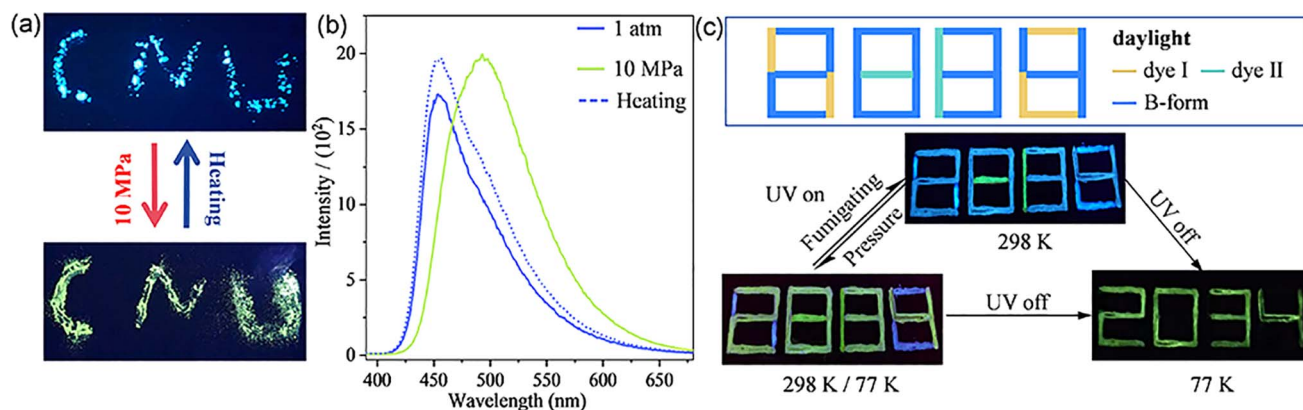 (a)
CNU
10 MPa
Heating
CNU
(b)
1 atm
10 MPa
Heating
Intensity / (10²)
20
15
10
5
0
400 450 500 550 600 650
Wavelength (nm)
(c)
daylight
dye I
dye II
B-form
UV on
Fumigating
Pressure
298 K
UV off
298 K / 77 K
UV off
2034
77 K